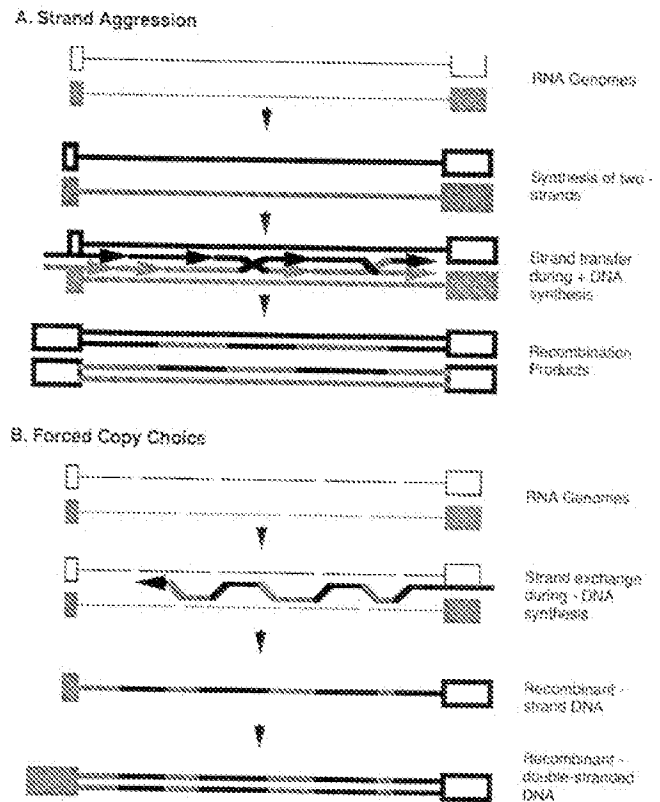 A. Strand Aggression
RNA Genomes
Synthesis of two -
strands
Strand transfer
during + DNA
synthesis
Recombination
Products
B. Forced Copy Choice
RNA Genomes
Strand exchange
during - DNA
synthesis
Recombinant -
strand DNA
Recombinant -
double-stranded
DNA